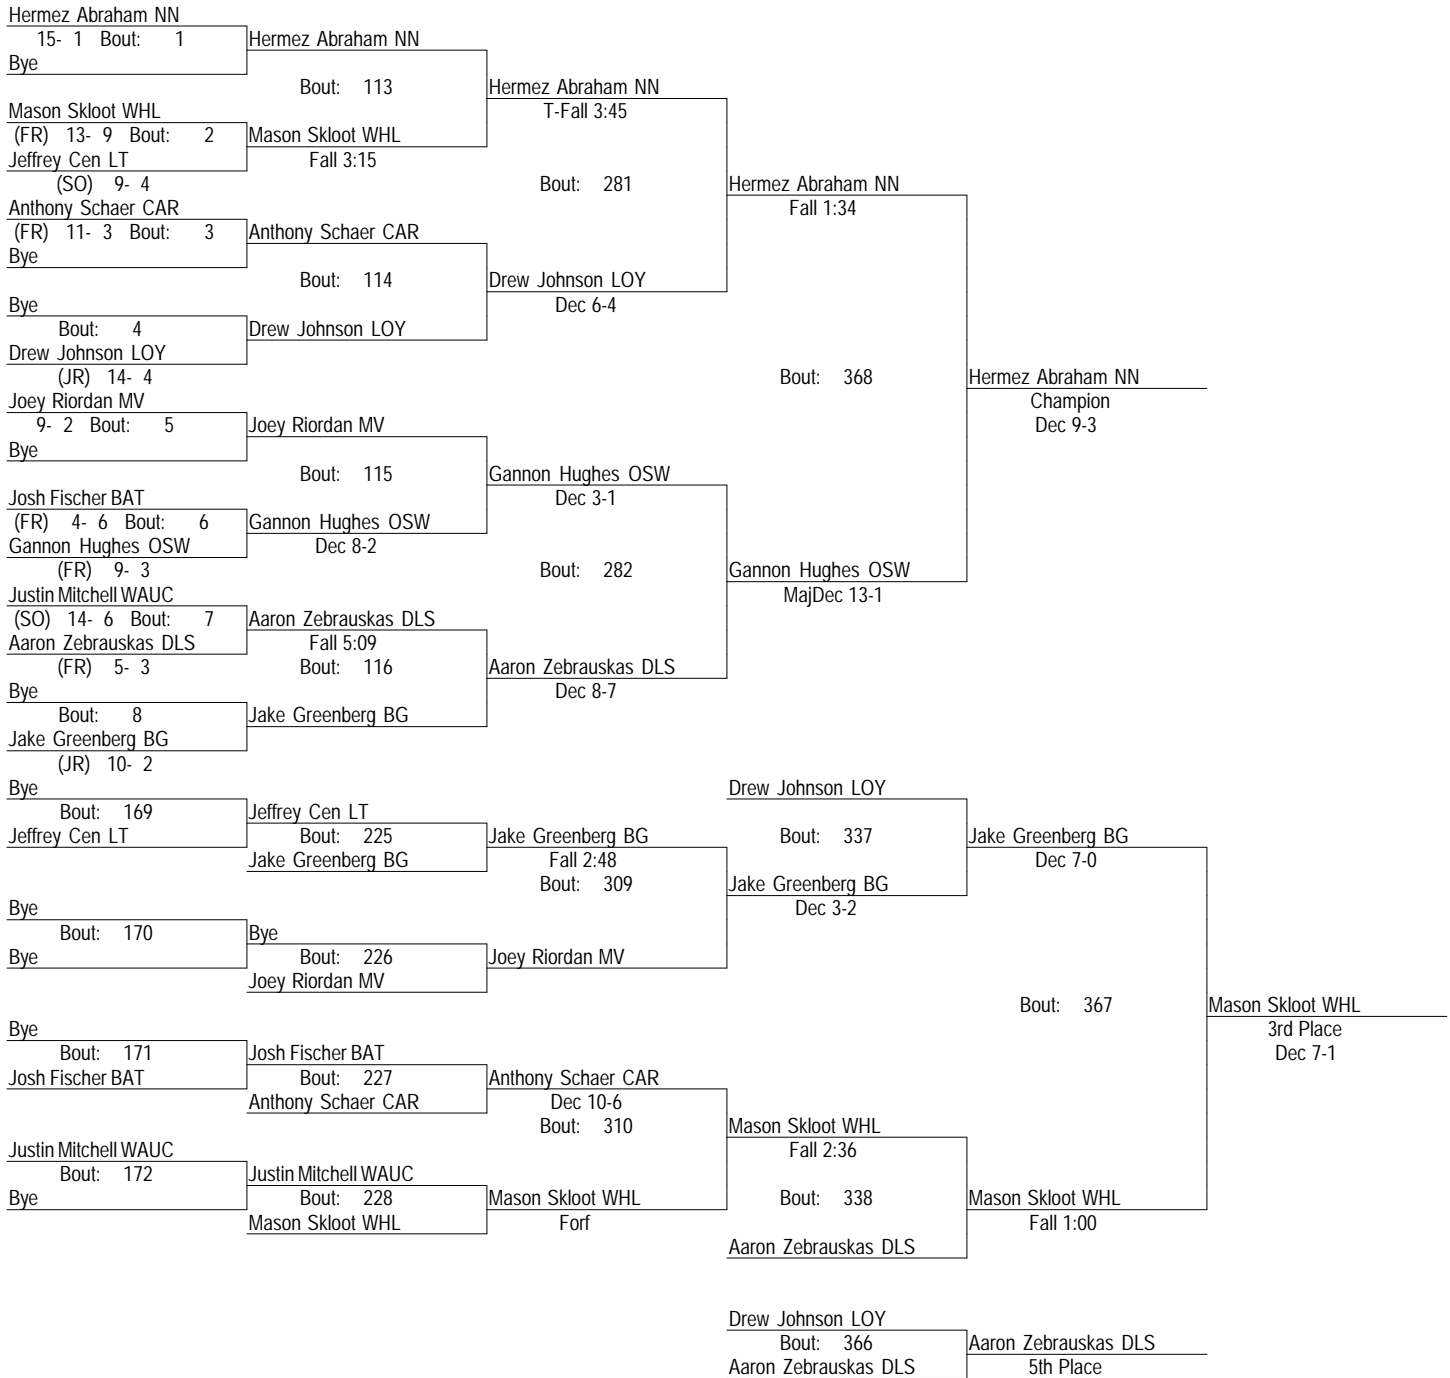 Hermez Abraham NN
15- 1 Bout: 1
Hermez Abraham NN
Bye
Bout: 113
Hermez Abraham NN
T-Fall 3:45
Mason Skloot WHL
(FR) 13- 9 Bout: 2
Mason Skloot WHL
Jeffrey Cen LT
Fall 3:15
(SO) 9- 4
Bout: 281
Hermez Abraham NN
Fall 1:34
Anthony Schaer CAR
(FR) 11- 3 Bout: 3
Anthony Schaer CAR
Bye
Bout: 114
Drew Johnson LOY
Dec 6-4
Bye
Bout: 4
Drew Johnson LOY
Drew Johnson LOY
(JR) 14- 4
Bout: 368
Hermez Abraham NN
Champion
Dec 9-3
Joey Riordan MV
9- 2 Bout: 5
Joey Riordan MV
Bye
Bout: 115
Gannon Hughes OSW
Dec 3-1
Josh Fischer BAT
(FR) 4- 6 Bout: 6
Gannon Hughes OSW
Gannon Hughes OSW
Dec 8-2
(FR) 9- 3
Bout: 282
Gannon Hughes OSW
MajDec 13-1
Justin Mitchell WAUC
(SO) 14- 6 Bout: 7
Aaron Zebrauskas DLS
Aaron Zebrauskas DLS
Fall 5:09
(FR) 5- 3
Bout: 116
Aaron Zebrauskas DLS
Dec 8-7
Bye
Bout: 8
Jake Greenberg BG
Jake Greenberg BG
(JR) 10- 2
Bye
Bout: 169
Jeffrey Cen LT
Jeffrey Cen LT
Bout: 225
Jake Greenberg BG
Jake Greenberg BG
Fall 2:48
Bout: 309
Drew Johnson LOY
Bout: 337
Jake Greenberg BG
Dec 7-0
Jake Greenberg BG
Dec 3-2
Bye
Bout: 170
Bye
Bye
Bout: 226
Joey Riordan MV
Joey Riordan MV
Bout: 367
Mason Skloot WHL
3rd Place
Dec 7-1
Bye
Bout: 171
Josh Fischer BAT
Josh Fischer BAT
Bout: 227
Anthony Schaer CAR
Anthony Schaer CAR
Dec 10-6
Bout: 310
Mason Skloot WHL
Fall 2:36
Justin Mitchell WAUC
Bout: 172
Bye
Justin Mitchell WAUC
Bout: 228
Mason Skloot WHL
Mason Skloot WHL
Forf
Bout: 338
Mason Skloot WHL
Fall 1:00
Aaron Zebrauskas DLS
Drew Johnson LOY
Bout: 366
Aaron Zebrauskas DLS
Aaron Zebrauskas DLS
5th Place